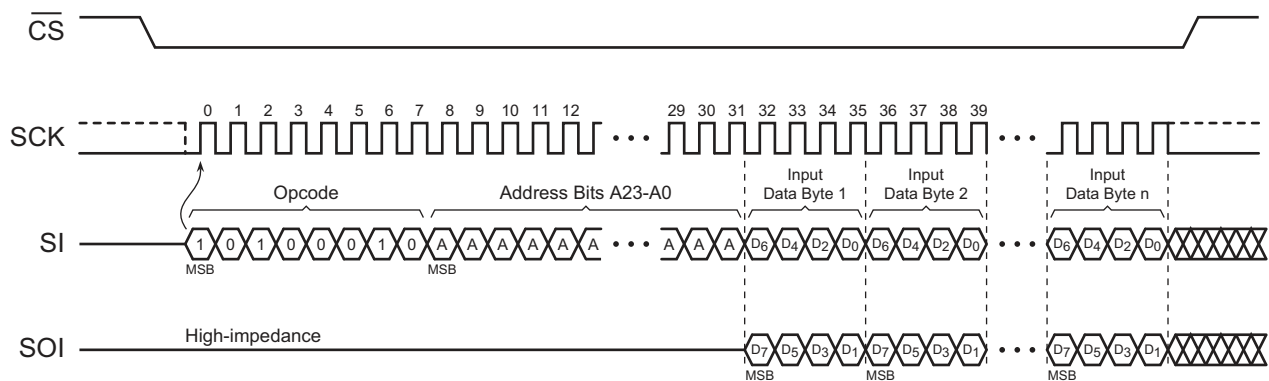 CS
0 1 2 3 4 5 6 7 8 9 10 11 12 29 30 31 32 33 34 35 36 37 38 39
SCK
Opcode
Address Bits A23-A0
Input
Data Byte 1
Input
Data Byte 2
Input
Data Byte n
SI
1 0 1 0 0 0 1 0 A A A A A A A A A D6 D4 D2 D0 D6 D4 D2 D0 D6 D4 D2 D0
MSB MSB
High-impedance
SOI
D7 D5 D3 D1 D7 D5 D3 D1 D7 D5 D3 D1
MSB MSB MSB